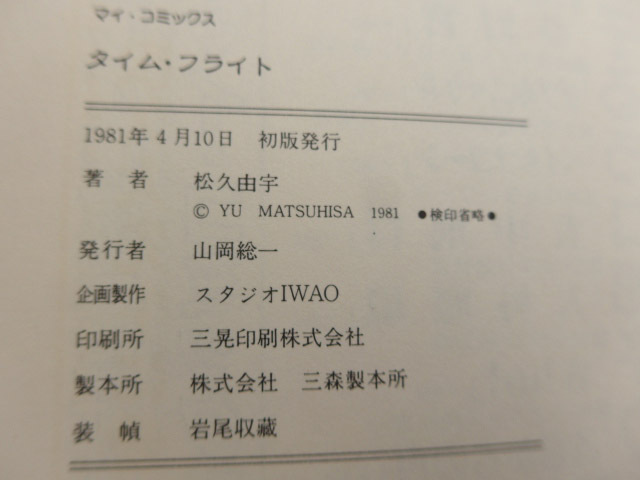 マイ・コミックス
タイム・フライト
1981年4月10日 初版発行
著 者 松久由宇
© YU MATSUHISA 1981 ●検印省略●
発行者 山岡総一
企画製作 スタジオIWAO
印刷所 三晃印刷株式会社
製本所 株式会社 三森製本所
装 幀 岩尾収蔵